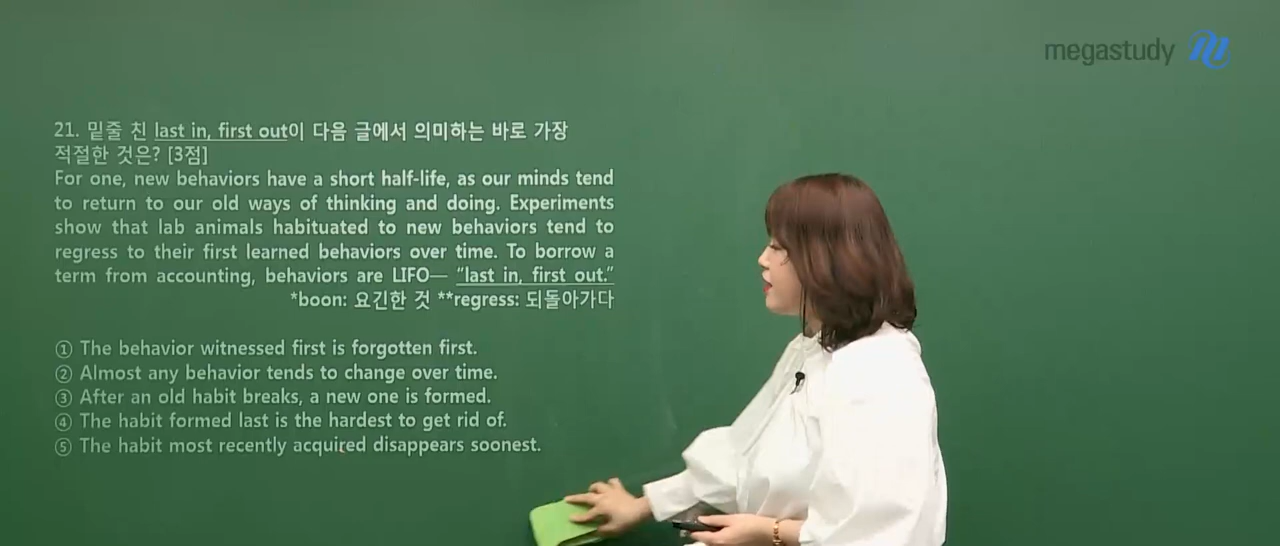 megastudy
21. 밑줄 친 last in, first out이 다음 글에서 의미하는 바로 가장
적절한 것은? [3점]
For one, new behaviors have a short half-life, as our minds tend
to return to our old ways of thinking and doing. Experiments
show that lab animals habituated to new behaviors tend to
regress to their first learned behaviors over time. To borrow a
term from accounting, behaviors are LIFO— “last in, first out.”
*boon: 요긴한 것 **regress: 되돌아가다
① The behavior witnessed first is forgotten first.
② Almost any behavior tends to change over time.
③ After an old habit breaks, a new one is formed.
④ The habit formed last is the hardest to get rid of.
⑤ The habit most recently acquired disappears soonest.